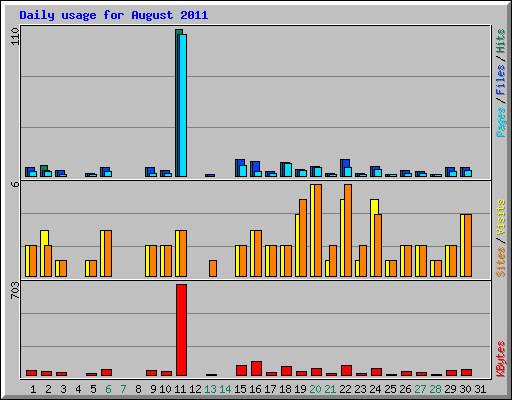 Daily usage for August 2011
110
Pages / Files / Hits
6
Sites / Visits
703
KBytes
1 2 3 4 5 6 7 8 9 10 11 12 13 14 15 16 17 18 19 20 21 22 23 24 25 26 27 28 29 30 31